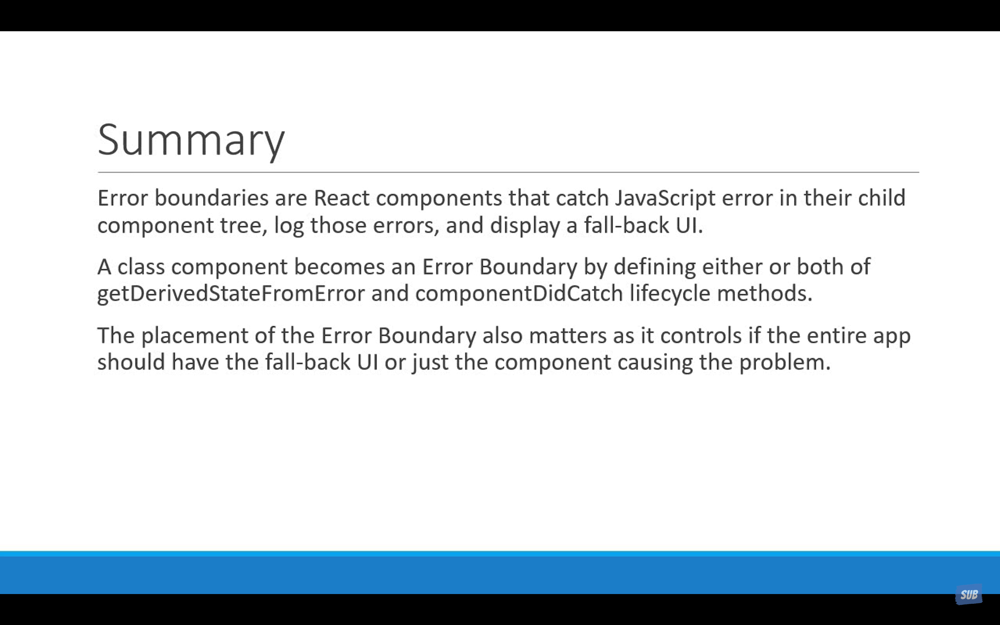 Summary
Error boundaries are React components that catch JavaScript error in their child
component tree, log those errors, and display a fall-back UI.
A class component becomes an Error Boundary by defining either or both of
getDerivedStateFromError and componentDidCatch lifecycle methods.
The placement of the Error Boundary also matters as it controls if the entire app
should have the fall-back UI or just the component causing the problem.
SUB